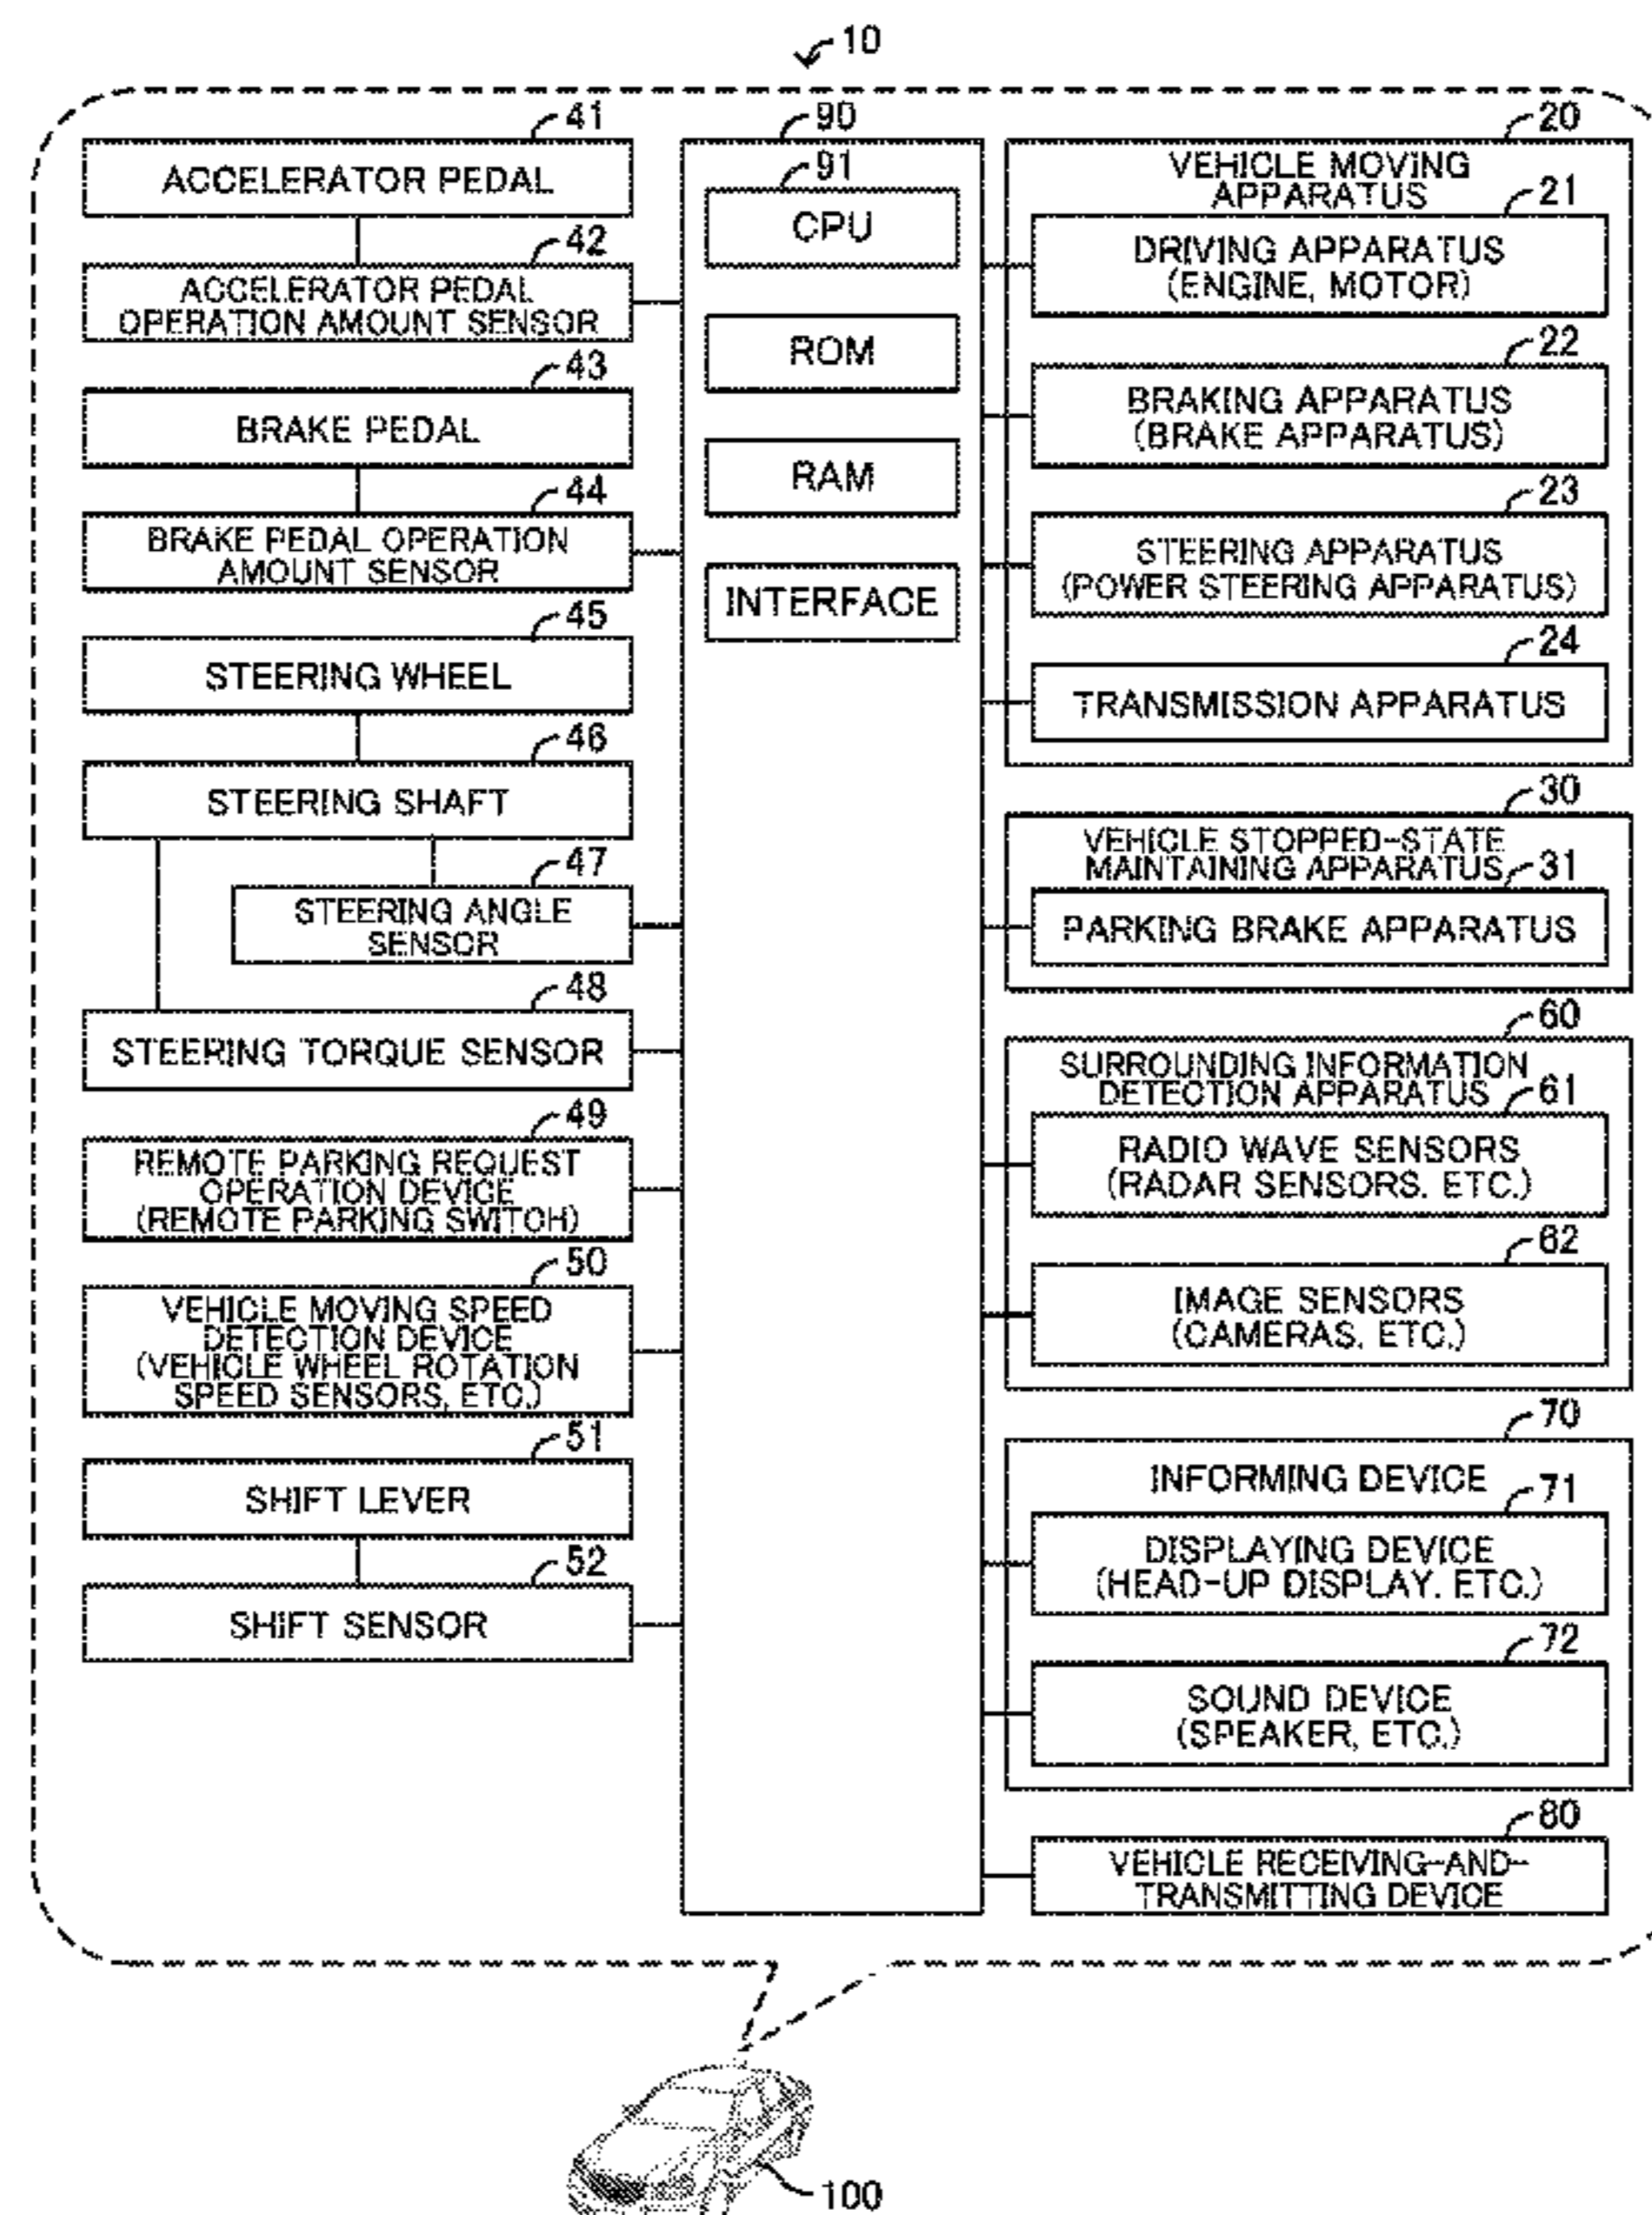 10
41
ACCELERATOR PEDAL
42
ACCELERATOR PEDAL
OPERATION AMOUNT SENSOR
43
BRAKE PEDAL
44
BRAKE PEDAL OPERATION
AMOUNT SENSOR
45
STEERING WHEEL
46
STEERING SHAFT
47
STEERING ANGLE
SENSOR
48
STEERING TORQUE SENSOR
49
REMOTE PARKING REQUEST
OPERATION DEVICE
(REMOTE PARKING SWITCH)
50
VEHICLE MOVING SPEED
DETECTION DEVICE
(VEHICLE WHEEL ROTATION
SPEED SENSORS, ETC.)
51
SHIFT LEVER
52
SHIFT SENSOR
90
91
CPU
ROM
RAM
INTERFACE
20
VEHICLE MOVING
APPARATUS
21
DRIVING APPARATUS
(ENGINE, MOTOR)
22
BRAKING APPARATUS
(BRAKE APPARATUS)
23
STEERING APPARATUS
(POWER STEERING APPARATUS)
24
TRANSMISSION APPARATUS
30
VEHICLE STOPPED-STATE
MAINTAINING APPARATUS
31
PARKING BRAKE APPARATUS
60
SURROUNDING INFORMATION
DETECTION APPARATUS
61
RADIO WAVE SENSORS
(RADAR SENSORS, ETC.)
62
IMAGE SENSORS
(CAMERAS, ETC.)
70
INFORMING DEVICE
71
DISPLAYING DEVICE
(HEAD-UP DISPLAY, ETC.)
72
SOUND DEVICE
(SPEAKER, ETC.)
80
VEHICLE RECEIVING-AND-
TRANSMITTING DEVICE
100